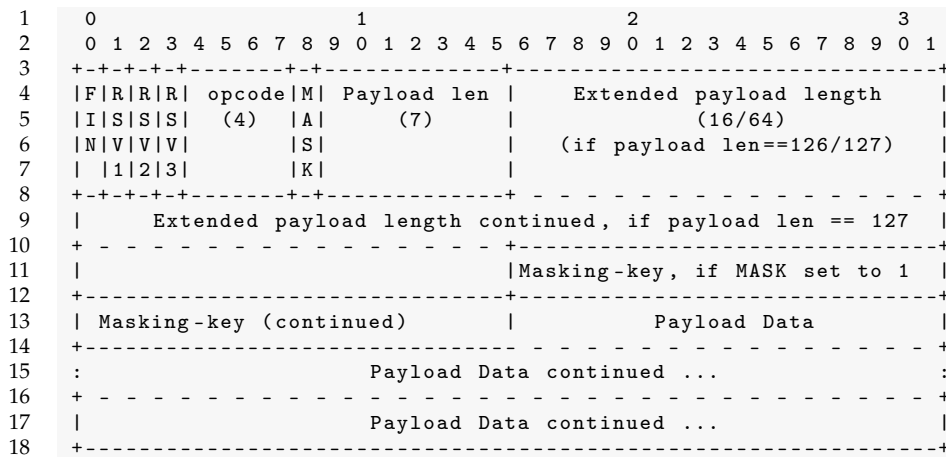 1 0                   1                   2                   3
2 0 1 2 3 4 5 6 7 8 9 0 1 2 3 4 5 6 7 8 9 0 1 2 3 4 5 6 7 8 9 0 1
3 +-+-+-+-+-------+-+-------------+-------------------------------+
4 |F|R|R|R| opcode|M| Payload len |    Extended payload length    |
5 |I|S|S|S|  (4)  |A|     (7)     |             (16/64)           |
6 |N|V|V|V|       |S|             |   (if payload len==126/127)   |
7 | |1|2|3|       |K|             |                               |
8 +-+-+-+-+-------+-+-------------+ - - - - - - - - - - - - - - - +
9 |     Extended payload length continued, if payload len == 127  |
10 + - - - - - - - - - - - - - - - +-------------------------------+
11 |                               |Masking-key, if MASK set to 1  |
12 +-------------------------------+-------------------------------+
13 | Masking-key (continued)       |          Payload Data         |
14 +-------------------------------- - - - - - - - - - - - - - - - +
15 :                     Payload Data continued ...                :
16 + - - - - - - - - - - - - - - - - - - - - - - - - - - - - - - - +
17 |                     Payload Data continued ...                |
18 +---------------------------------------------------------------+